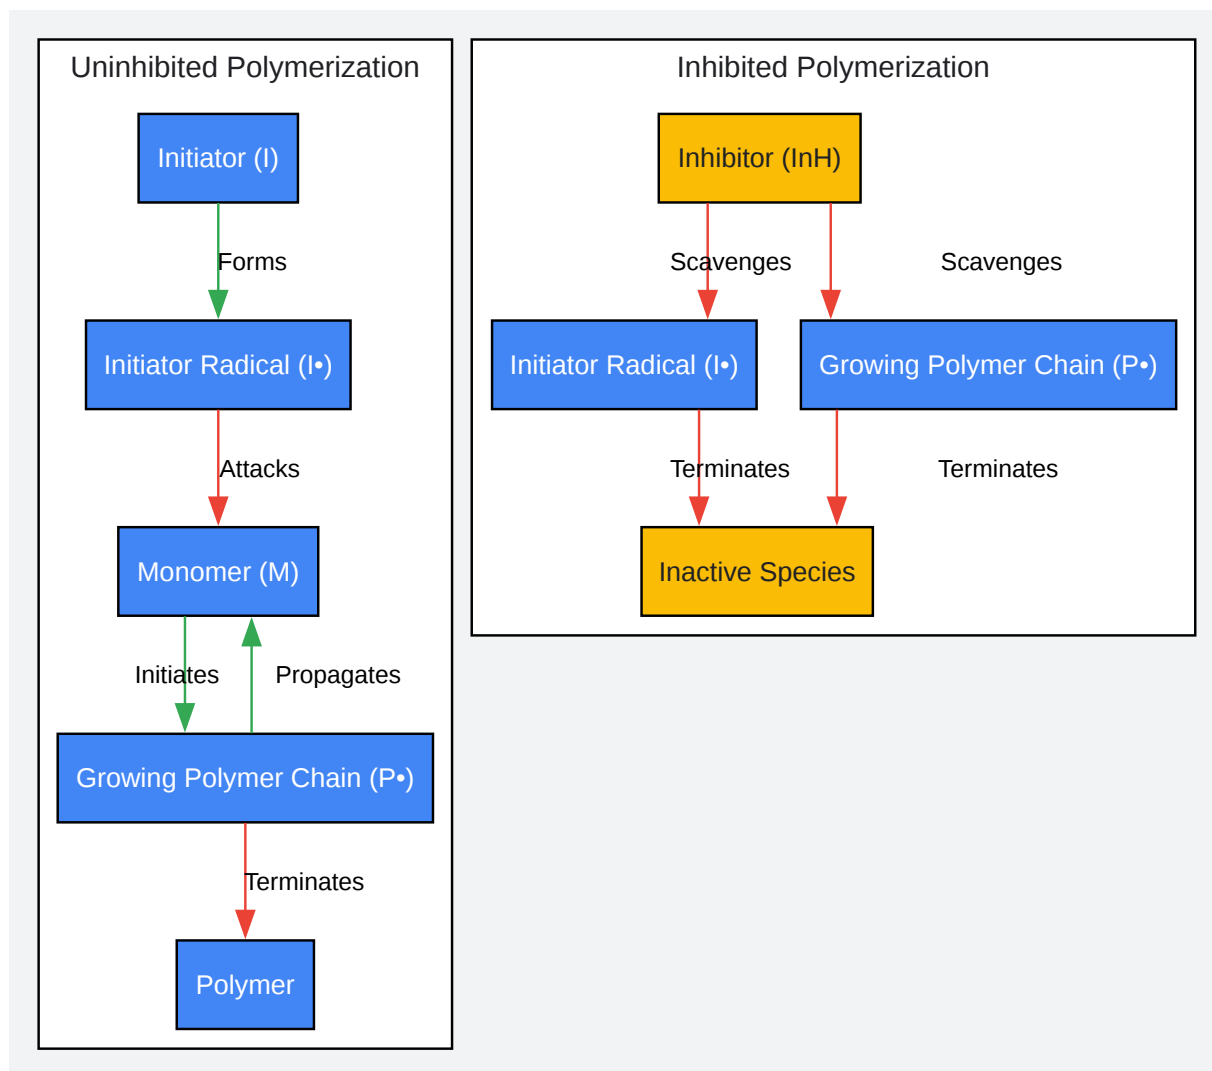 Uninhibited Polymerization
Initiator (I)
Forms
Initiator Radical (I•)
Attacks
Monomer (M)
Initiates
Propagates
Growing Polymer Chain (P•)
Terminates
Polymer
Inhibited Polymerization
Inhibitor (InH)
Scavenges
Scavenges
Initiator Radical (I•)
Growing Polymer Chain (P•)
Terminates
Terminates
Inactive Species